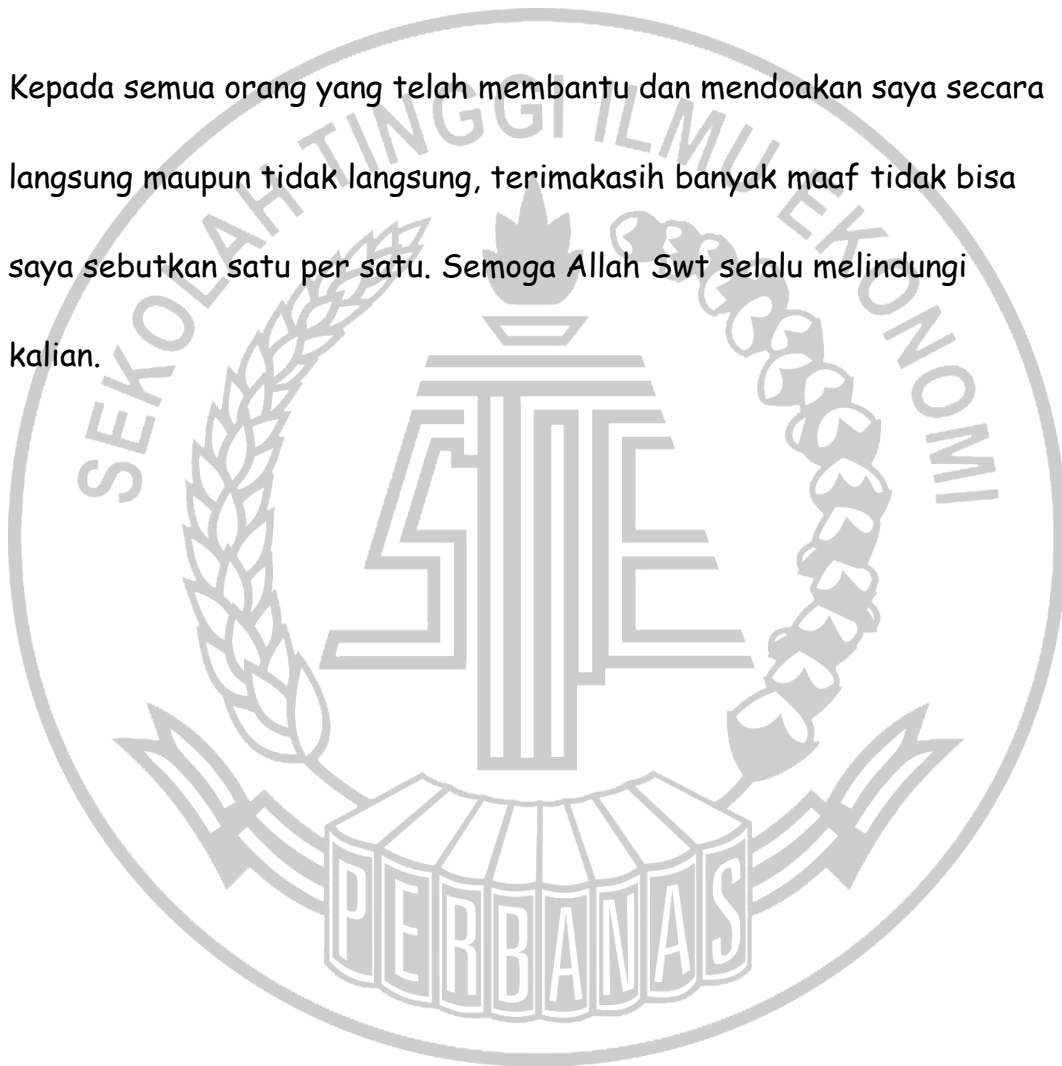 Kepada semua orang yang telah membantu dan mendoakan saya secara
langsung maupun tidak langsung, terimakasih banyak maaf tidak bisa
saya sebutkan satu per satu. Semoga Allah Swt selalu melindungi
kalian.
SEKOLAH TINGGI ILMU EKONOMI
STIE
PERBANAS